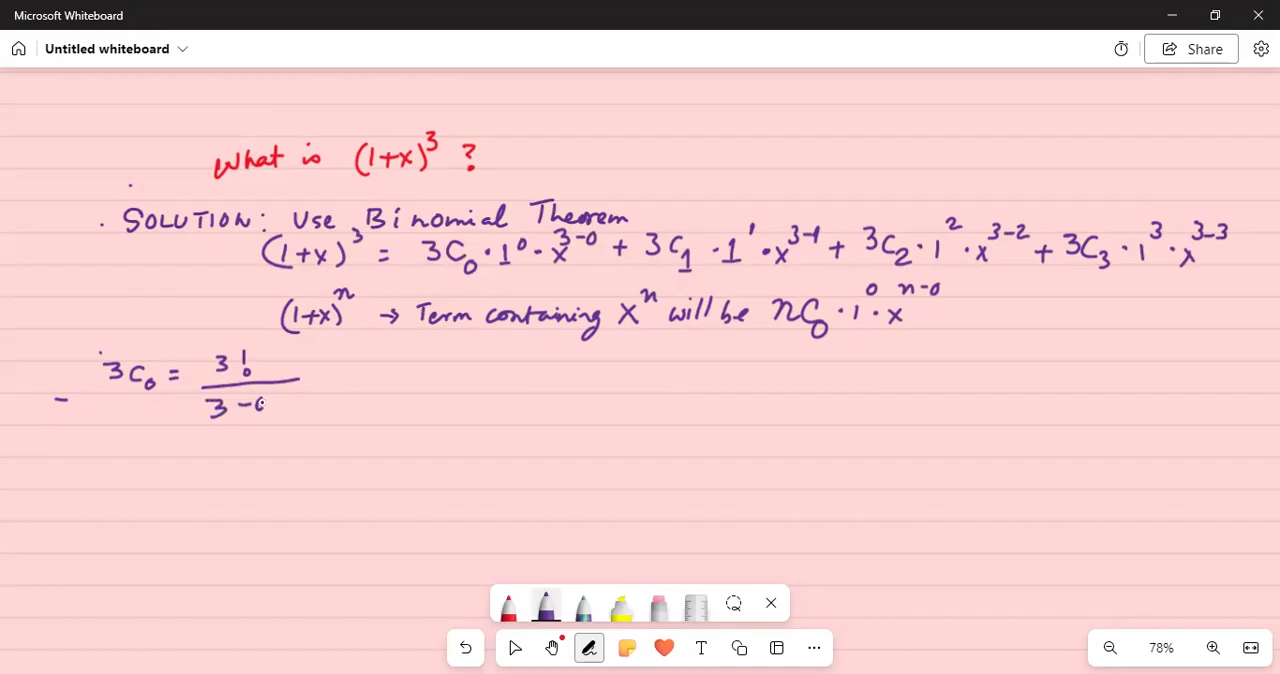 Microsoft Whiteboard
Untitled whiteboard
Share
What is (1+x)³ ?
SOLUTION: Use Binomial Theorem
(1+x)³ = 3C₀ · 1⁰ · x³⁻⁰ + 3C₁ · 1¹ · x³⁻¹ + 3C₂ · 1² · x³⁻² + 3C₃ · 1³ · x³⁻³
(1+x)ⁿ → Term containing xⁿ will be nC₀ · 1⁰ · xⁿ⁻⁰
3C₀ = 3!
3 - 0
78%